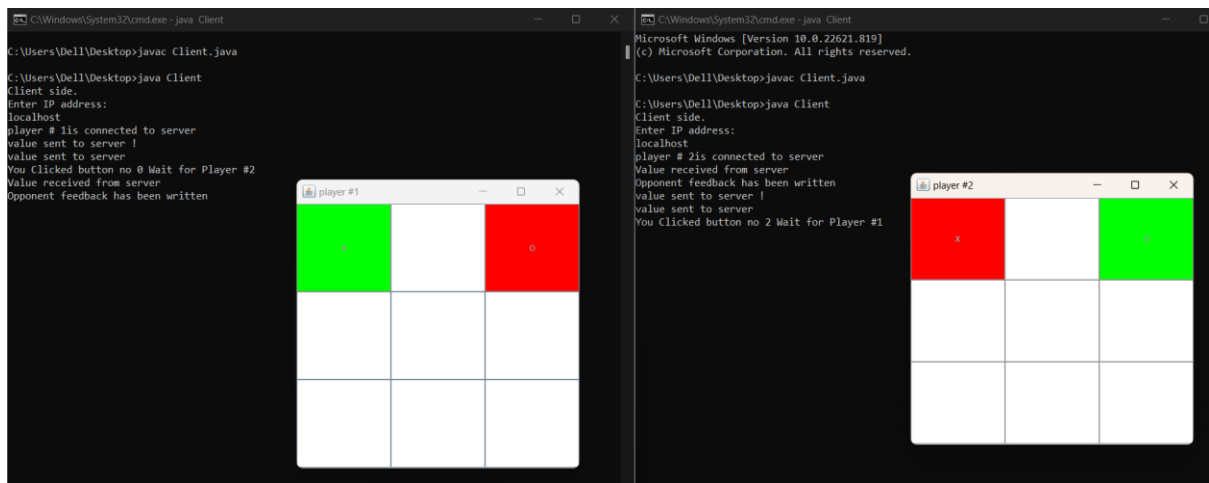 C:\Windows\System32\cmd.exe - java Client
C:\Users\Dell\Desktop>javac Client.java
C:\Users\Dell\Desktop>java Client
Client side.
Enter IP address:
localhost
player # 1is connected to server
value sent to server !
value sent to server
You Clicked button no 0 Wait for Player #2
Value received from server
Opponent feedback has been written
player #1
O
C:\Windows\System32\cmd.exe - java Client
Microsoft Windows [Version 10.0.22621.819]
(c) Microsoft Corporation. All rights reserved.
C:\Users\Dell\Desktop>javac Client.java
C:\Users\Dell\Desktop>java Client
Client side.
Enter IP address:
localhost
player # 2is connected to server
Value received from server
Opponent feedback has been written
value sent to server !
value sent to server
You Clicked button no 2 Wait for Player #1
player #2
X